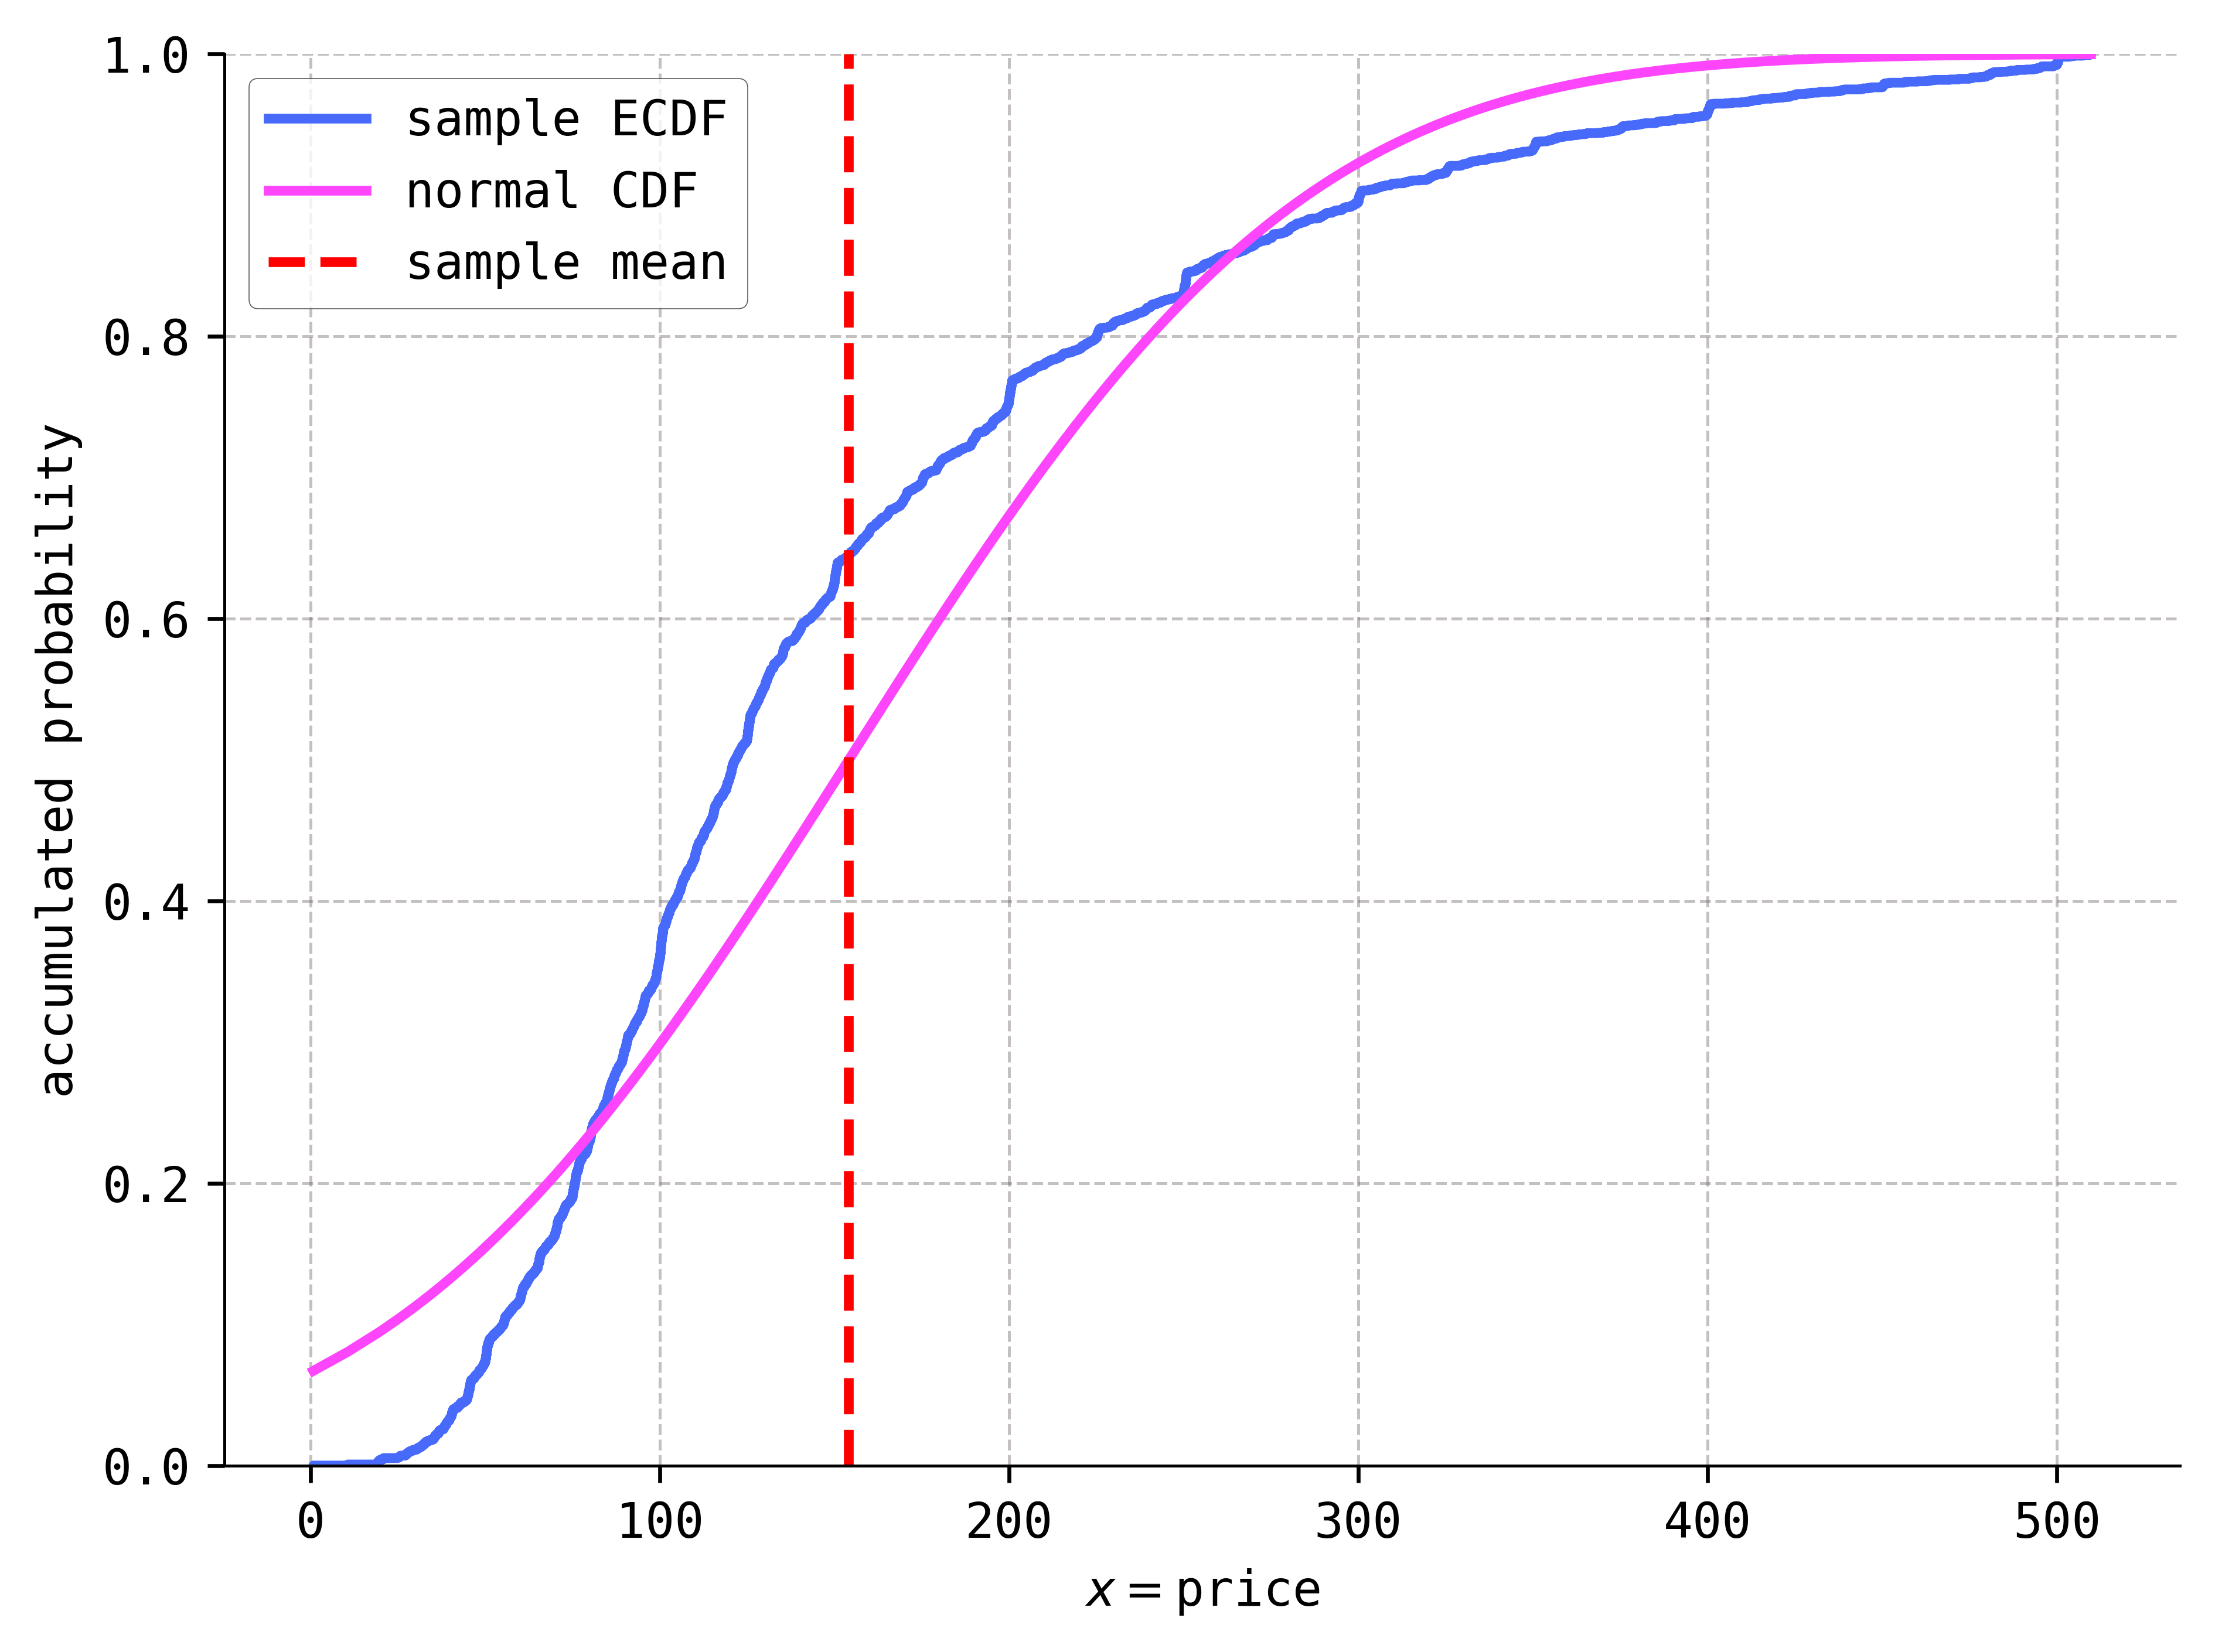 sample ECDF
normal CDF
sample mean
accumulated probability
1.0
0.8
0.6
0.4
0.2
0.0
0 100 200 300 400 500
x = price